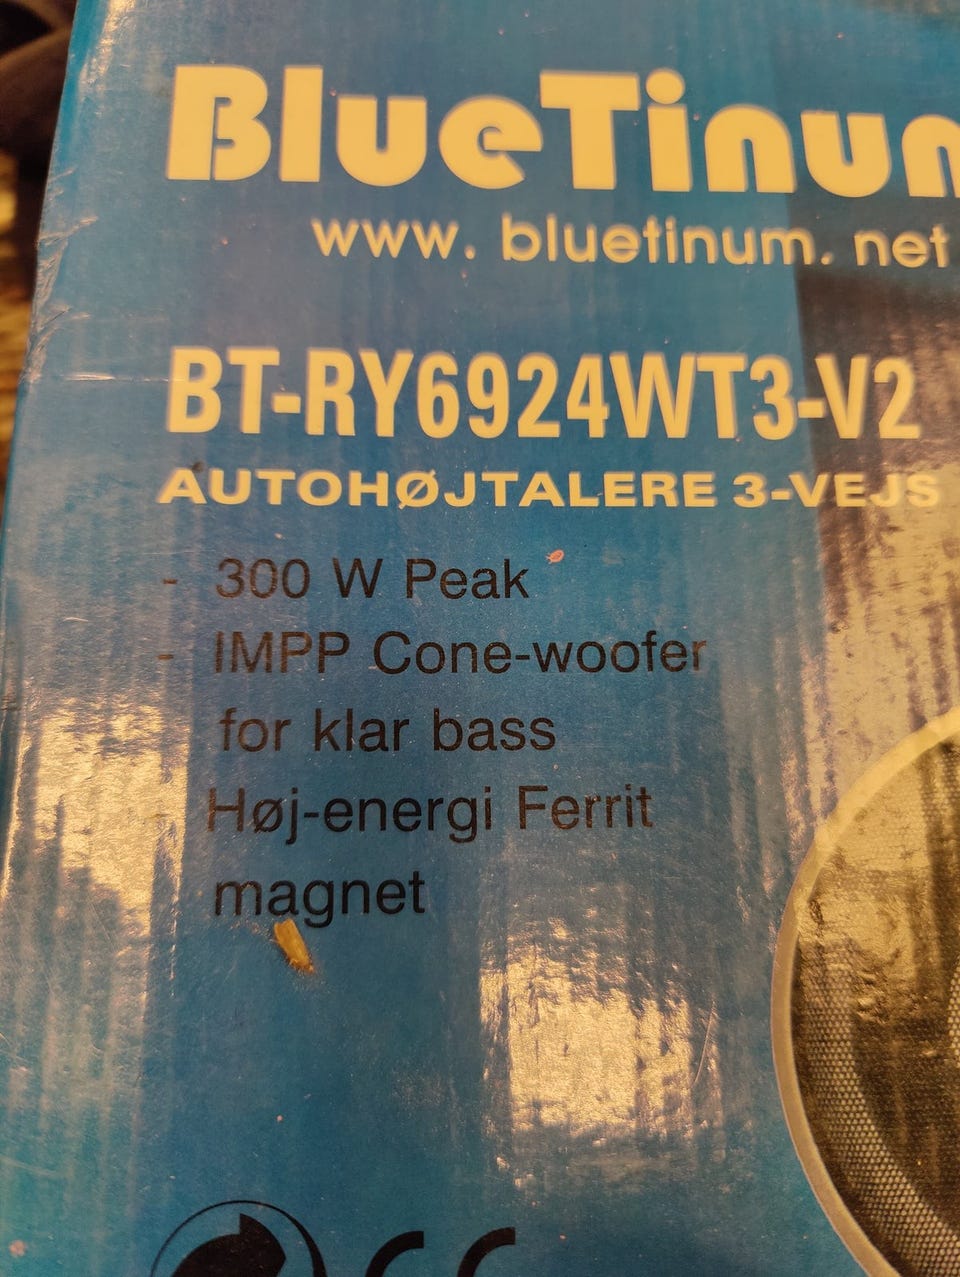 BlueTinum
www. bluetinum. net
BT-RY6924WT3-V2
AUTOHØJTALERE 3-VEJS
- 300 W Peak
- IMPP Cone-woofer
for klar bass
Høj-energi Ferrit
magnet
CE